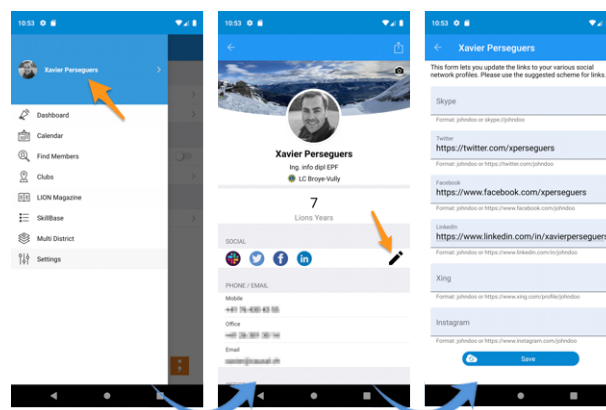 10:53
Xavier Perseguers
Dashboard
Calendar
Find Members
Clubs
LION Magazine
SkillBase
Multi District
Settings
10:53
Xavier Perseguers
Ing. info dipl EPF
LC Broye-Vully
7
Lions Years
SOCIAL
PHONE / EMAIL
Mobile
Office
Email
10:53
Xavier Perseguers
This form lets you update the links to your various social
network profiles. Please use the suggested scheme for links.
Skype
Format: johndoo or skype://johndoo
Twitter
https://twitter.com/xperseguers
Format: johndoo or https://twitter.com/johndoo
Facebook
https://www.facebook.com/xperseguers
Format: johndoo or https://www.facebook.com/johndoo
LinkedIn
https://www.linkedin.com/in/xavierperseguers
Format: johndoo or https://www.linkedin.com/in/johndoo
Xing
Format: johndoo or https://www.xing.com/profile/johndoo
Instagram
Format: johndoo or https://www.instagram.com/johndoo
Save